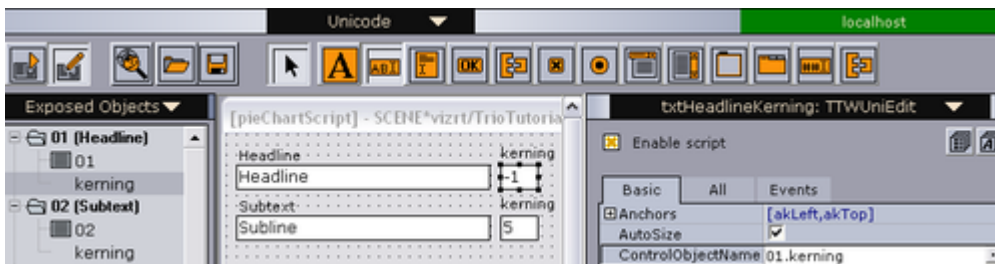 Unicode
localhost
A
ABI
OK
Exposed Objects
01 (Headline)
01
kerning
02 (Subtext)
02
kerning
[pieChartScript] - SCENE*vizrt/TrioTutoria
Headline
kerning
Headline
-1
Subtext
kerning
Subline
5
txtHeadlineKerning: TTWUniEdit
Enable script
Basic
All
Events
Anchors
[akLeft,akTop]
AutoSize
ControlObjectName
01.kerning